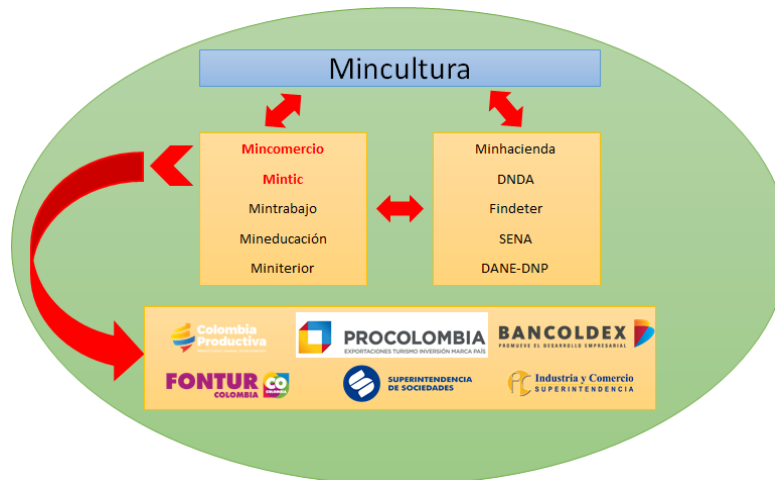 Mincultura
Mincomercio
Mintic
Mintrabajo
Mineducación
Miniterior
Minhacienda
DNDA
Findeter
SENA
DANE-DNP
Colombia
Productiva
PROCOLOMBIA
EXPORTACIONES TURISMO INVERSIÓN MARCA PAÍS
BANCOLDEX
PROMUEVE EL DESARROLLO EMPRESARIAL
FONTUR
COLOMBIA
CO
SUPERINTENDENCIA
DE SOCIEDADES
Industria y Comercio
SUPERINTENDENCIA